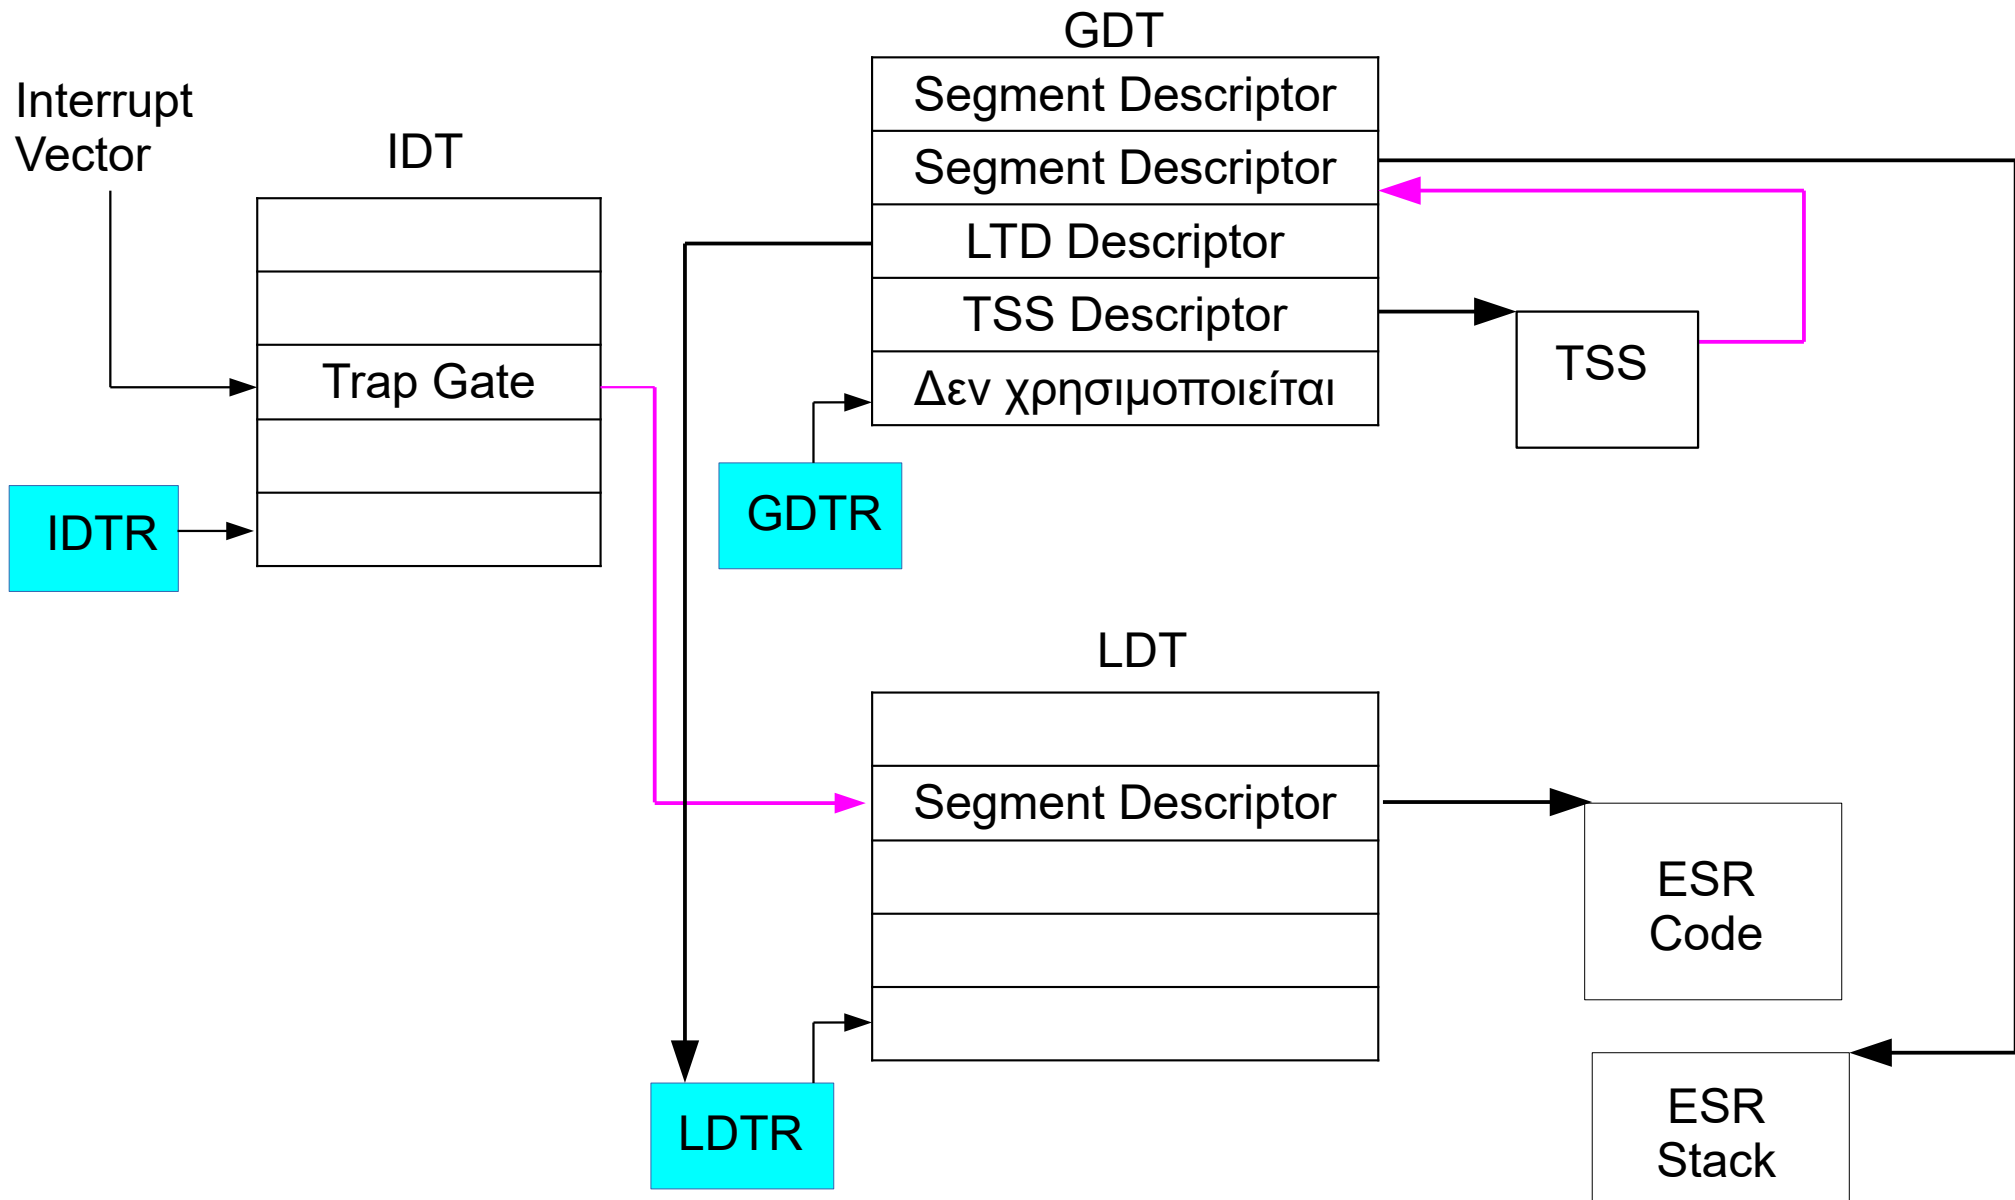 GDT
Interrupt
Vector
IDT
Segment Descriptor
Segment Descriptor
LTD Descriptor
TSS Descriptor
Δεν χρησιμοποιείται
TSS
Trap Gate
IDTR
GDTR
LDT
Segment Descriptor
ESR
Code
LDTR
ESR
Stack